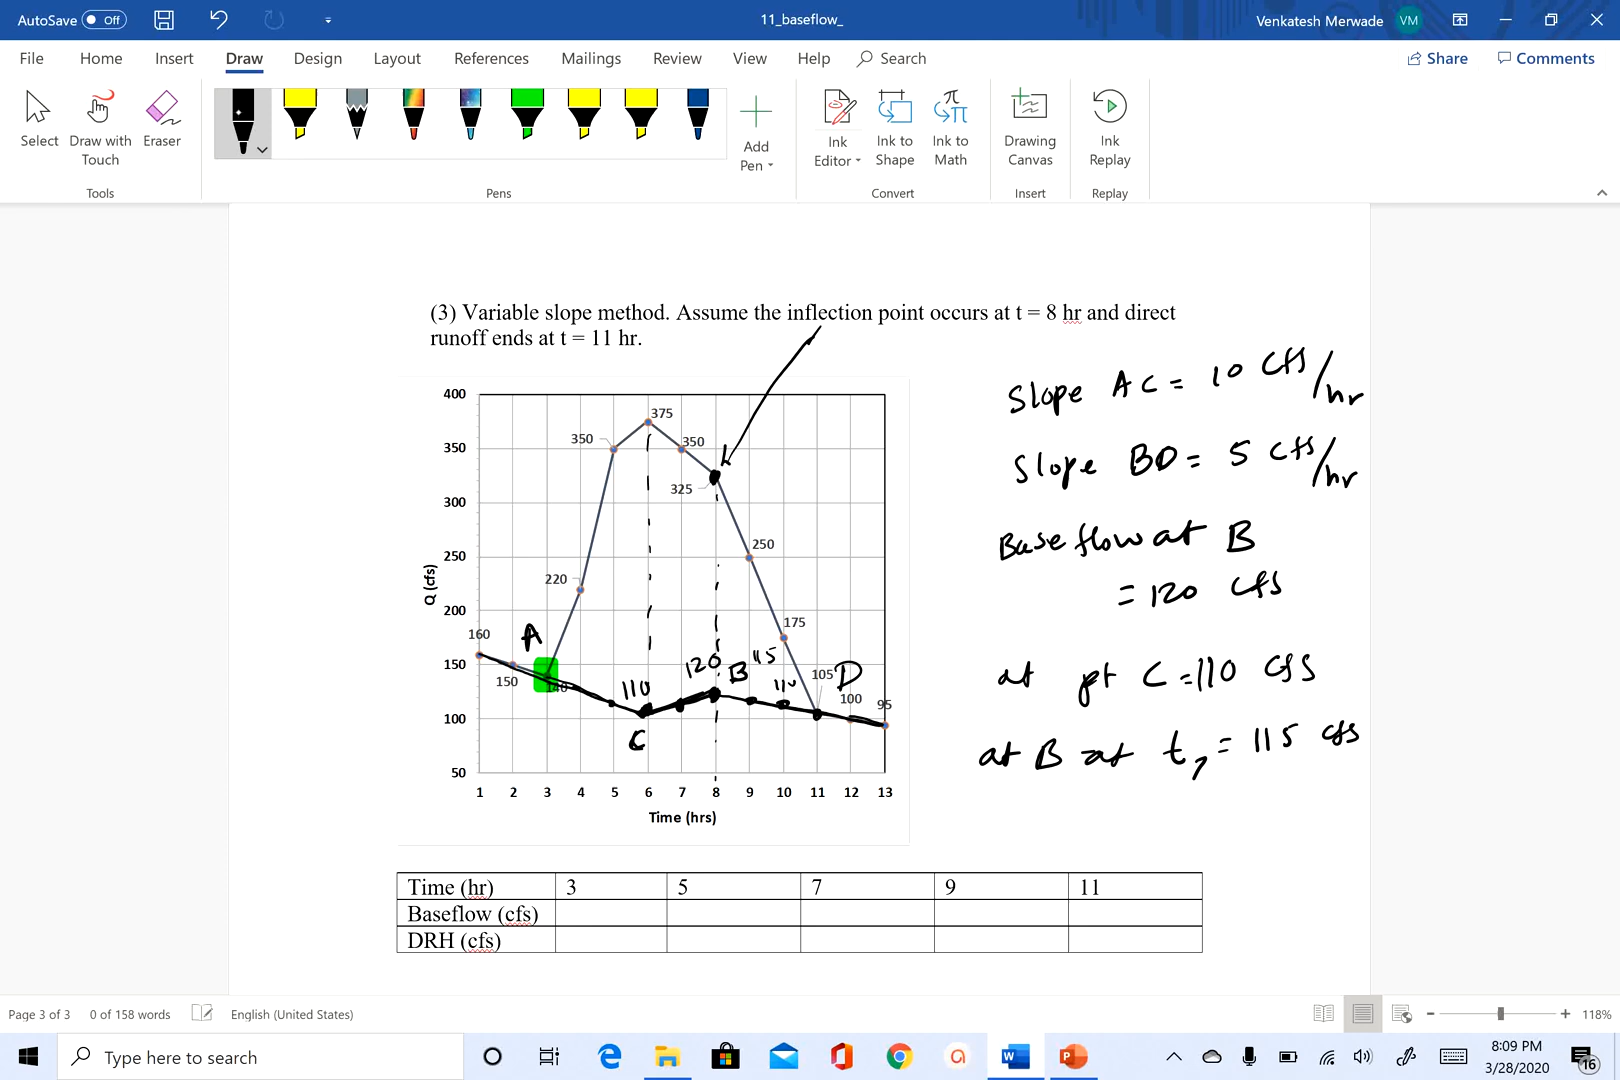 AutoSave Off
11_baseflow_
Venkatesh Merwade VM
File Home Insert Draw Design Layout References Mailings Review View Help Search Share Comments
Select
Draw with Touch
Eraser
Tools
Pens
Add Pen
Ink Editor
Ink to Shape
Ink to Math
Convert
Drawing Canvas
Insert
Ink Replay
Replay
(3) Variable slope method. Assume the inflection point occurs at t = 8 hr and direct
runoff ends at t = 11 hr.
400
350
300
250
200
150
100
50
Q (cfs)
1 2 3 4 5 6 7 8 9 10 11 12 13
Time (hrs)
160
150
140
220
350
375
350
325
250
175
105
100
95
A
110
C
120
B
115
110
D
Slope AC = 10 cfs/hr
Slope BD = 5 cfs/hr
Baseflow at B
= 120 cfs
at pt C = 110 cfs
at B at t7 = 115 cfs
Time (hr) 3 5 7 9 11
Baseflow (cfs)
DRH (cfs)
Page 3 of 3 0 of 158 words English (United States) 118%
Type here to search
8:09 PM
3/28/2020
16